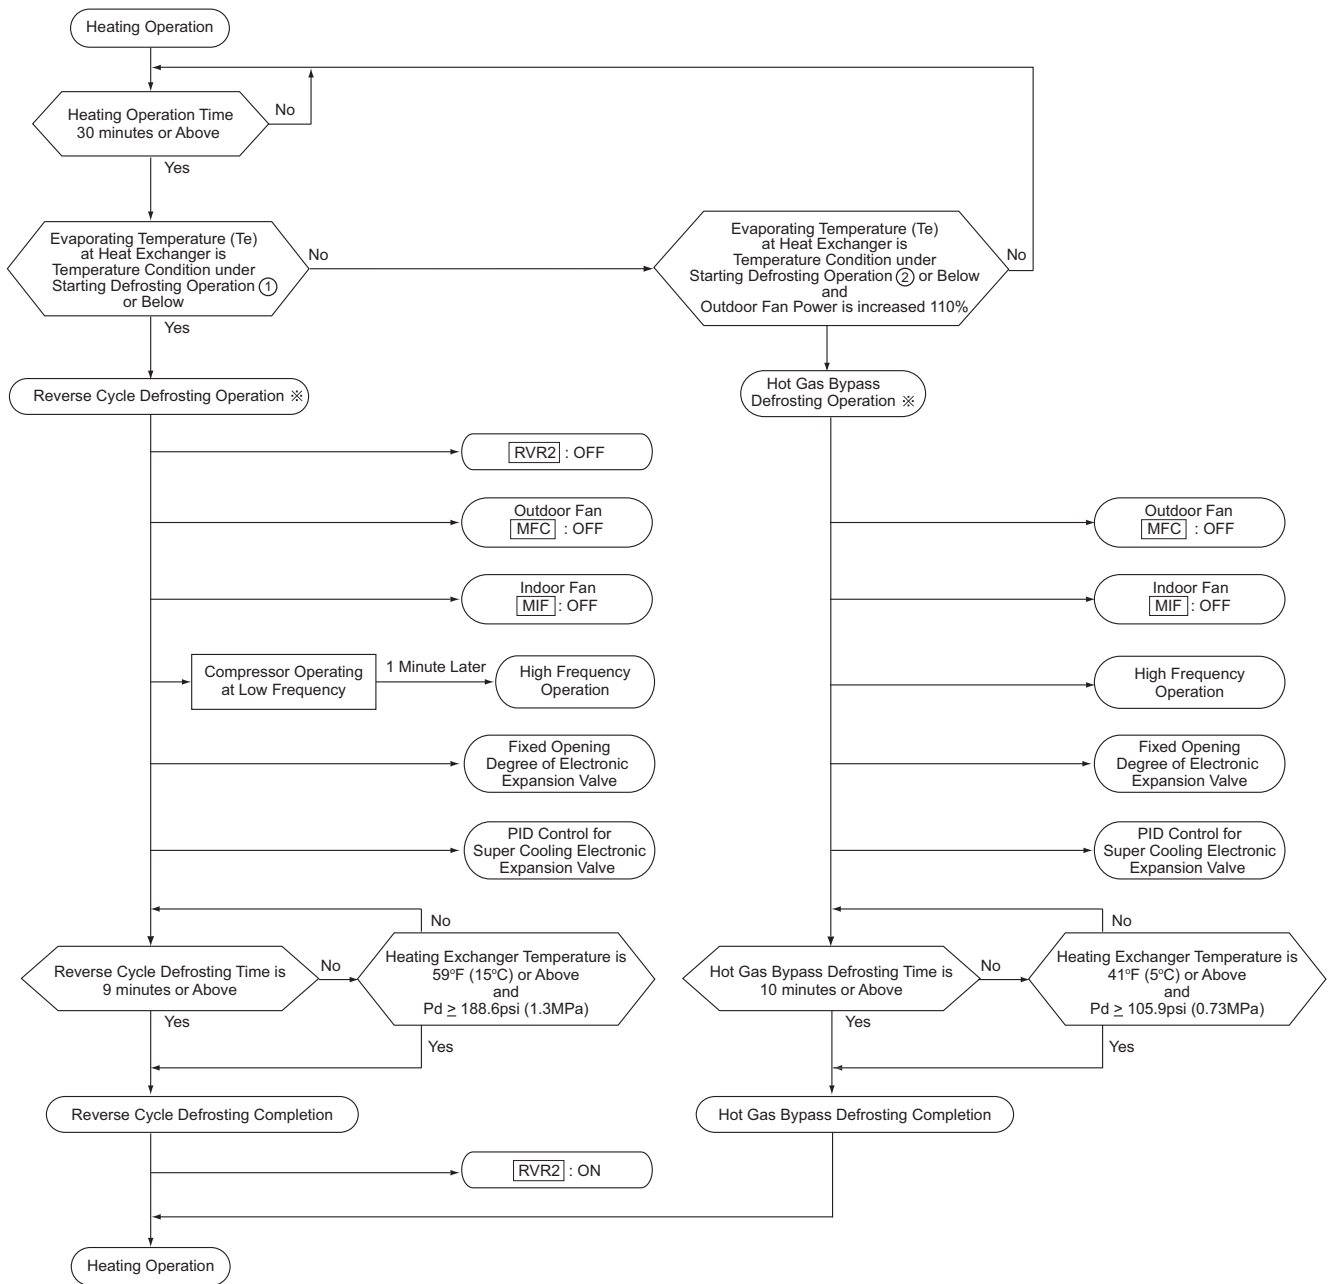 Heating Operation
Heating Operation Time
30 minutes or Above
No
Yes
Evaporating Temperature (Te)
at Heat Exchanger is
Temperature Condition under
Starting Defrosting Operation ①
or Below
No
Yes
Evaporating Temperature (Te)
at Heat Exchanger is
Temperature Condition under
Starting Defrosting Operation ② or Below
and
Outdoor Fan Power is increased 110%
No
Reverse Cycle Defrosting Operation ※
Hot Gas Bypass
Defrosting Operation ※
RVR2 : OFF
Outdoor Fan
MFC : OFF
Outdoor Fan
MFC : OFF
Indoor Fan
MIF : OFF
Indoor Fan
MIF : OFF
Compressor Operating
at Low Frequency
1 Minute Later
High Frequency
Operation
High Frequency
Operation
Fixed Opening
Degree of Electronic
Expansion Valve
Fixed Opening
Degree of Electronic
Expansion Valve
PID Control for
Super Cooling Electronic
Expansion Valve
PID Control for
Super Cooling Electronic
Expansion Valve
Reverse Cycle Defrosting Time is
9 minutes or Above
No
Yes
Heating Exchanger Temperature is
59°F (15°C) or Above
and
Pd ≥ 188.6psi (1.3MPa)
No
Yes
Hot Gas Bypass Defrosting Time is
10 minutes or Above
No
Yes
Heating Exchanger Temperature is
41°F (5°C) or Above
and
Pd ≥ 105.9psi (0.73MPa)
No
Yes
Reverse Cycle Defrosting Completion
Hot Gas Bypass Defrosting Completion
RVR2 : ON
Heating Operation